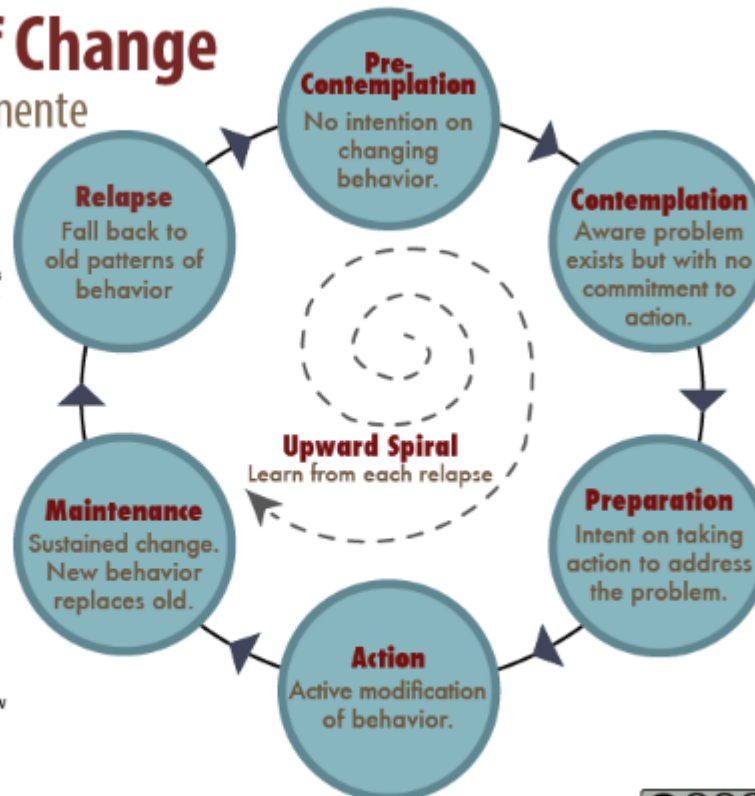 Change
Pre-
Contemplation
No intention on
changing
behavior.
Contemplation
Aware problem
exists but with no
commitment to
action.
Preparation
Intent on taking
action to address
the problem.
Action
Active modification
of behavior.
Maintenance
Sustained change.
New behavior
replaces old.
Relapse
Fall back to
old patterns of
behavior
Upward Spiral
Learn from each relapse